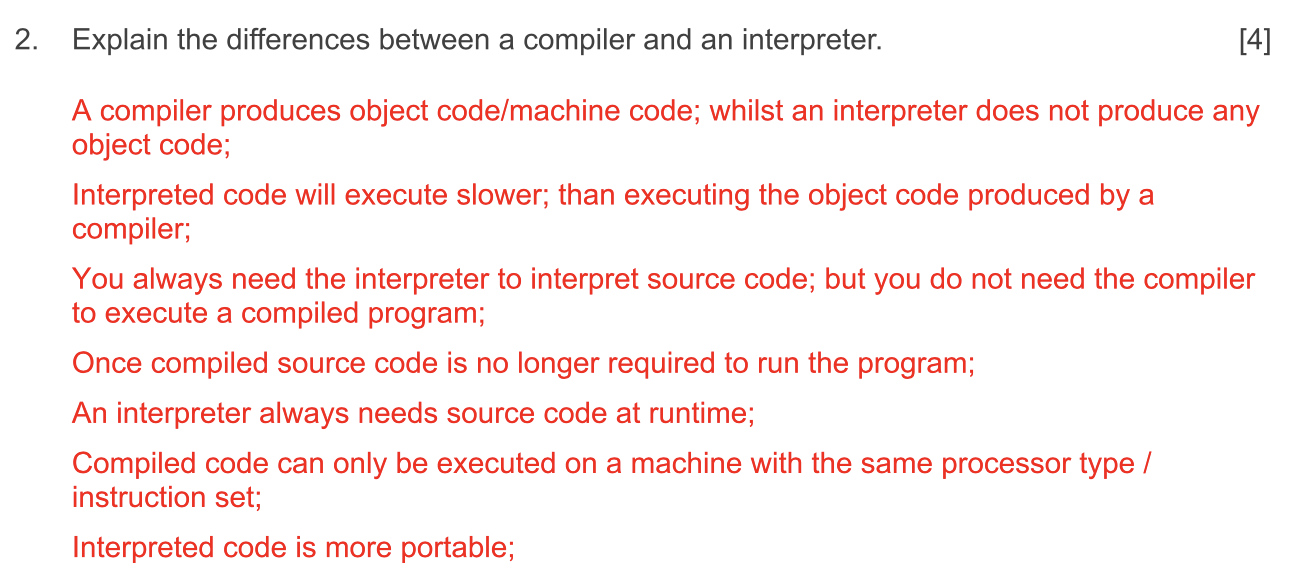 2. Explain the differences between a compiler and an interpreter. [4]
A compiler produces object code/machine code; whilst an interpreter does not produce any
object code;
Interpreted code will execute slower; than executing the object code produced by a
compiler;
You always need the interpreter to interpret source code; but you do not need the compiler
to execute a compiled program;
Once compiled source code is no longer required to run the program;
An interpreter always needs source code at runtime;
Compiled code can only be executed on a machine with the same processor type /
instruction set;
Interpreted code is more portable;